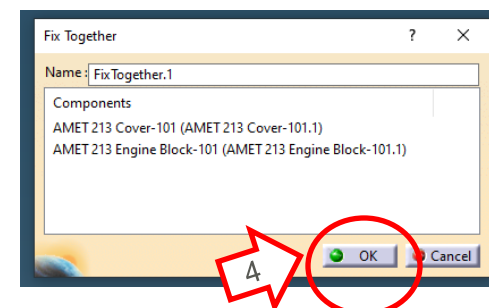 Fix Together ? ×
Name : FixTogether.1
Components
AMET 213 Cover-101 (AMET 213 Cover-101.1)
AMET 213 Engine Block-101 (AMET 213 Engine Block-101.1)
4 OK Cancel